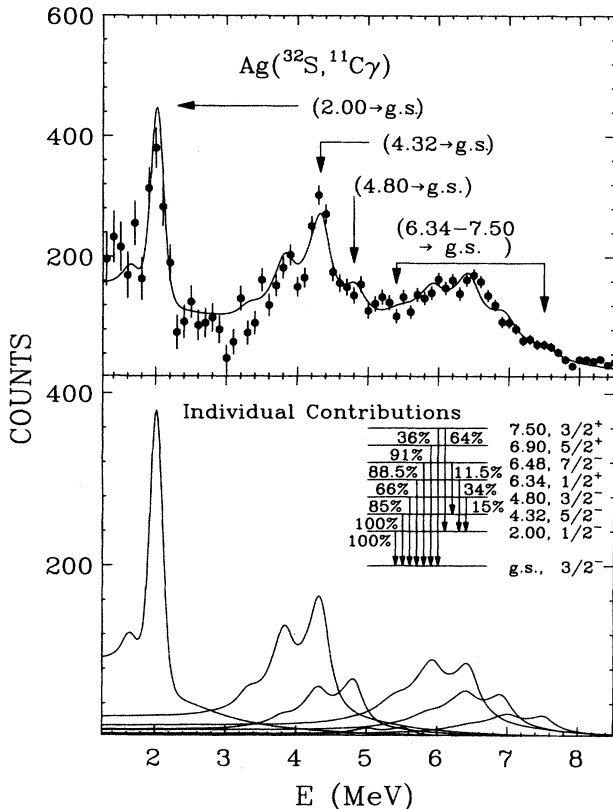 600
Ag(³²S,¹¹Cγ)
(2.00→g.s.)
400
(4.32→g.s.)
(4.80→g.s.)
(6.34−7.50
→ g.s. )
200
COUNTS
400
Individual Contributions
36% 64% 7.50, 3/2⁺
91% 6.90, 5/2⁺
88.5% 11.5% 6.48, 7/2⁻
66% 34% 6.34, 1/2⁺
85% 15% 4.80, 3/2⁻
100% 4.32, 5/2⁻
100% 2.00, 1/2⁻
g.s., 3/2⁻
200
2 3 4 5 6 7 8
E (MeV)